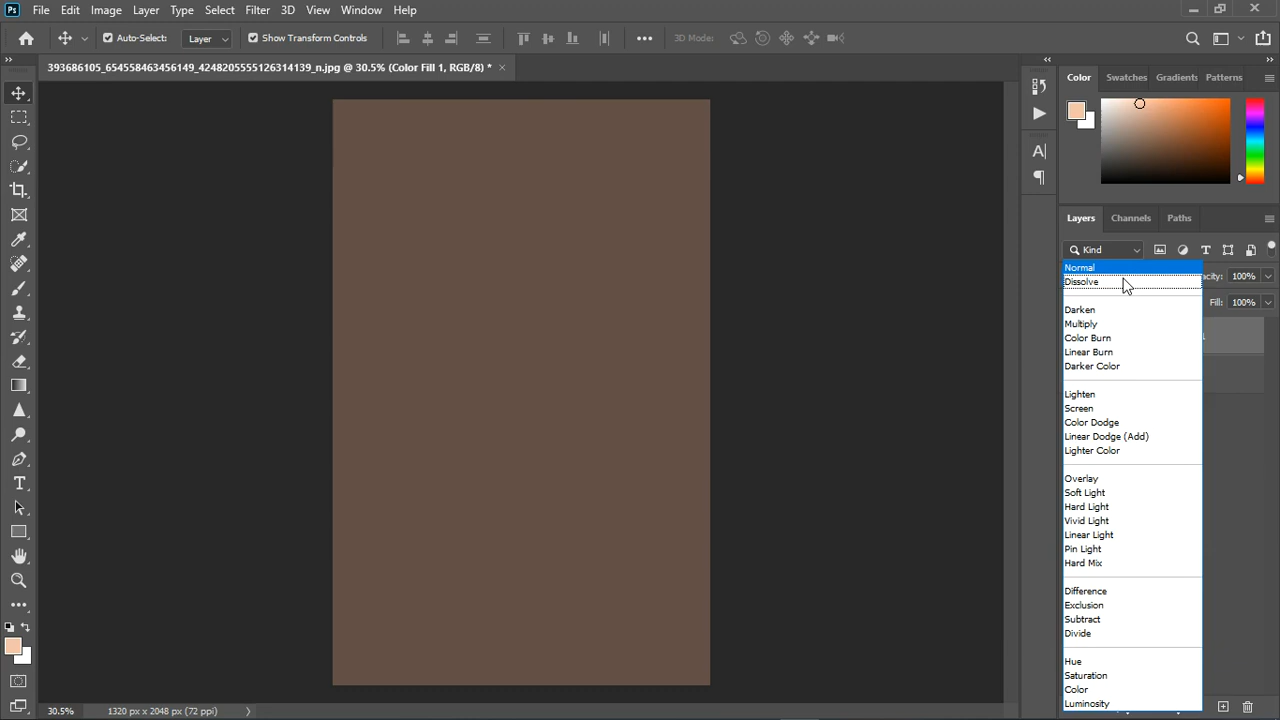 Ps File Edit Image Layer Type Select Filter 3D View Window Help
Auto-Select: Layer Show Transform Controls ••• 3D Mode:
393686105_654558463456149_4248205555126314139_n.jpg @ 30.5% (Color Fill 1, RGB/8) *
Color Swatches Gradients Patterns
Layers Channels Paths
Kind
Normal
Dissolve
Darken
Multiply
Color Burn
Linear Burn
Darker Color
Lighten
Screen
Color Dodge
Linear Dodge (Add)
Lighter Color
Overlay
Soft Light
Hard Light
Vivid Light
Linear Light
Pin Light
Hard Mix
Difference
Exclusion
Subtract
Divide
Hue
Saturation
Color
Luminosity
acity: 100%
Fill: 100%
30.5% 1320 px x 2048 px (72 ppi)